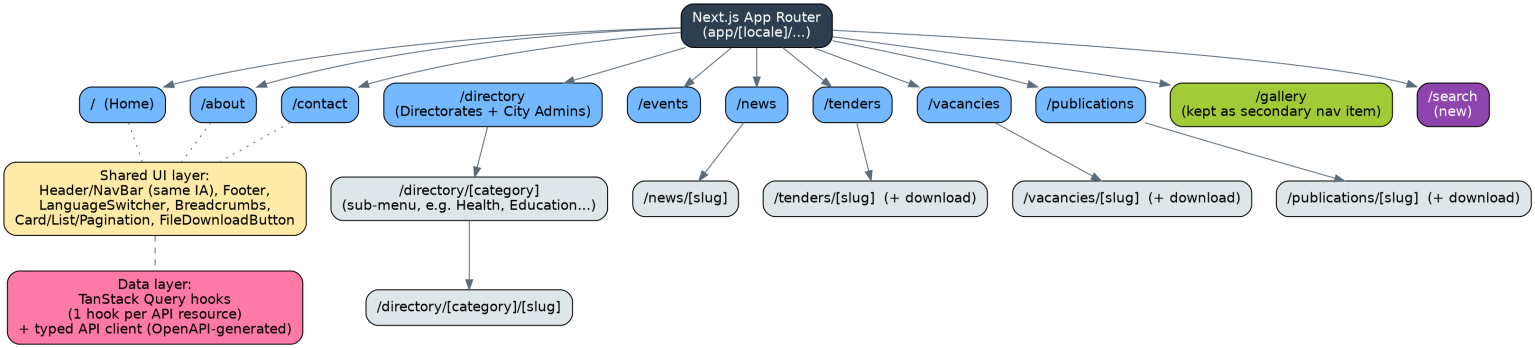 Next.js App Router
(app/[locale]/...)
/ (Home)
/about
/contact
/directory
(Directorates + City Admins)
/events
/news
/tenders
/vacancies
/publications
/gallery
(kept as secondary nav item)
/search
(new)
Shared UI layer:
Header/NavBar (same IA), Footer,
LanguageSwitcher, Breadcrumbs,
Card/List/Pagination, FileDownloadButton
/directory/[category]
(sub-menu, e.g. Health, Education...)
/news/[slug]
/tenders/[slug] (+ download)
/vacancies/[slug] (+ download)
/publications/[slug] (+ download)
Data layer:
TanStack Query hooks
(1 hook per API resource)
+ typed API client (OpenAPI-generated)
/directory/[category]/[slug]